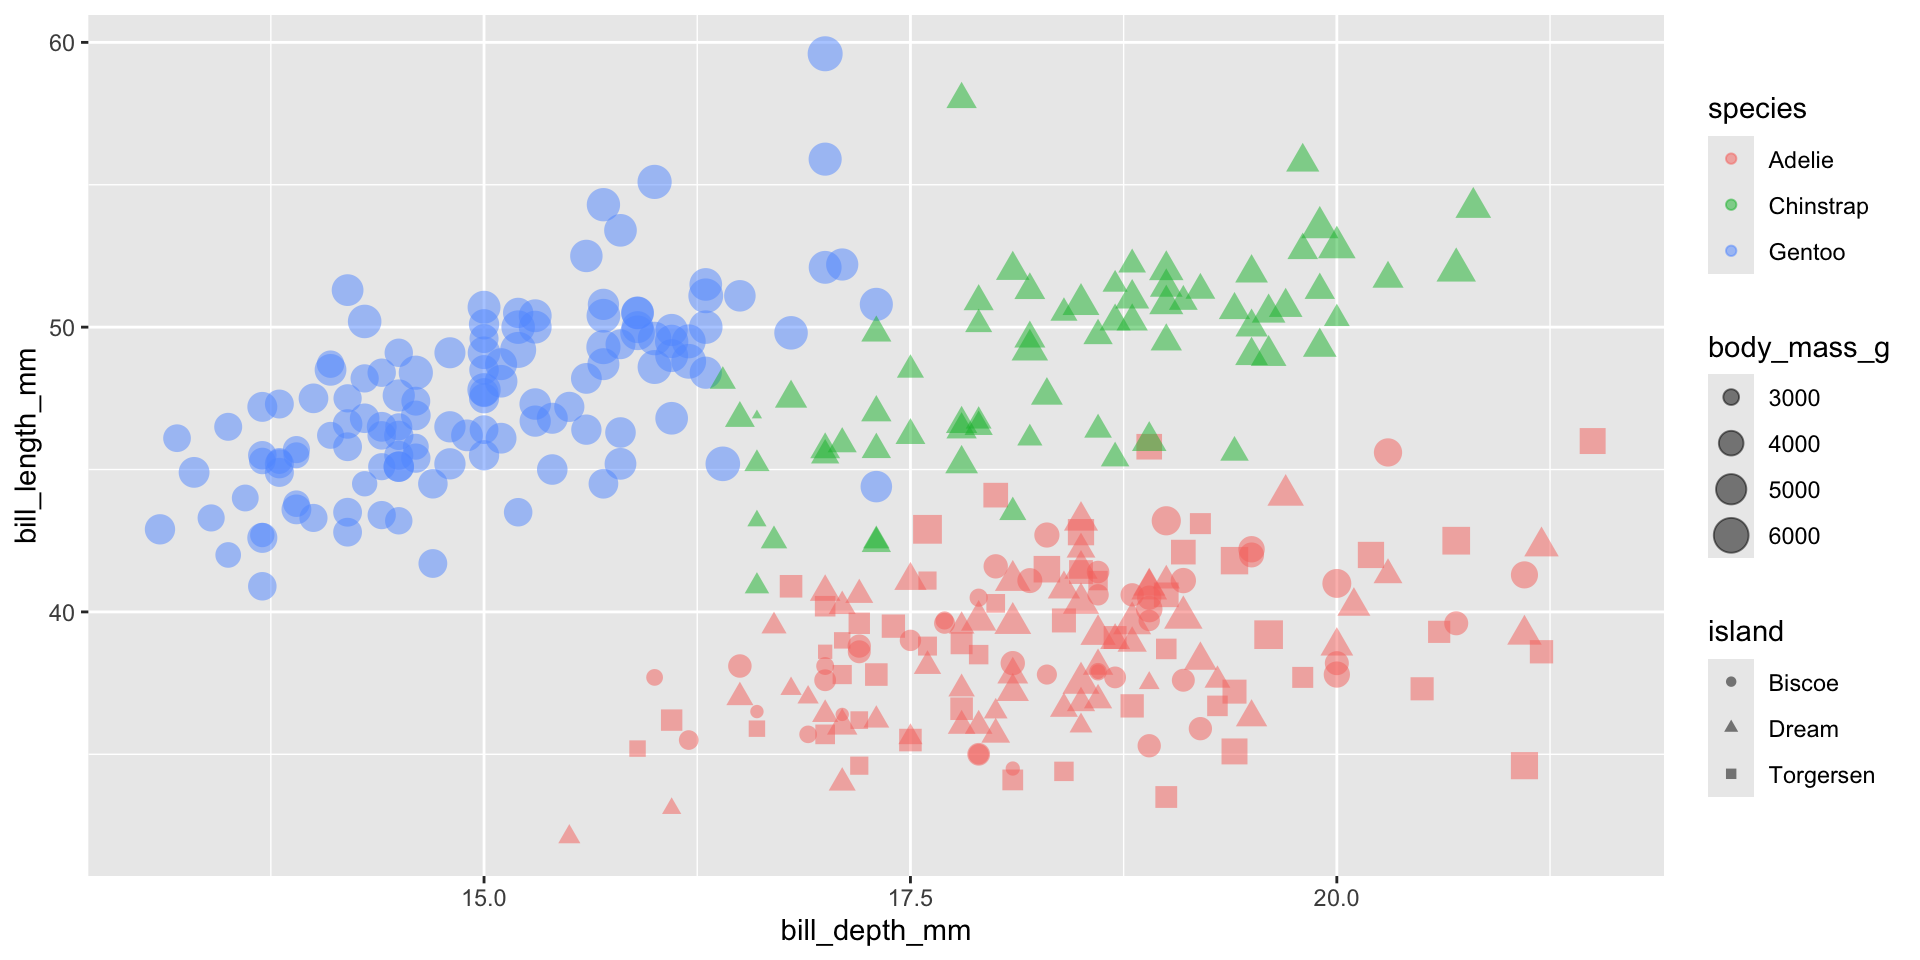 60
50
40
bill_length_mm
15.0
17.5
20.0
bill_depth_mm
species
Adelie
Chinstrap
Gentoo
body_mass_g
3000
4000
5000
6000
island
Biscoe
Dream
Torgersen